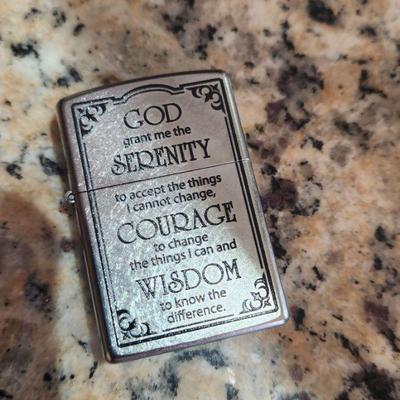 GOD
grant me the
SERENITY
to accept the things
I cannot change,
COURAGE
to change
the things I can and
WISDOM
to know the
difference.